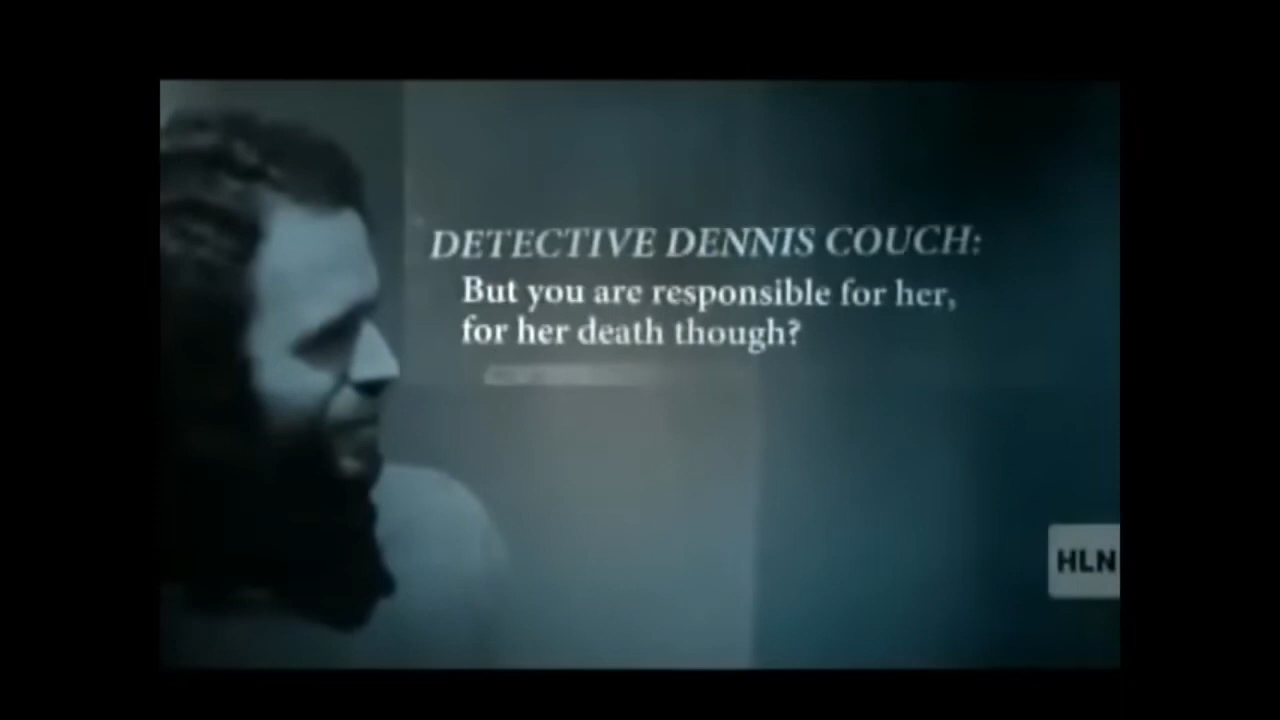 DETECTIVE DENNIS COUCH:
But you are responsible for her,
for her death though?
HLN